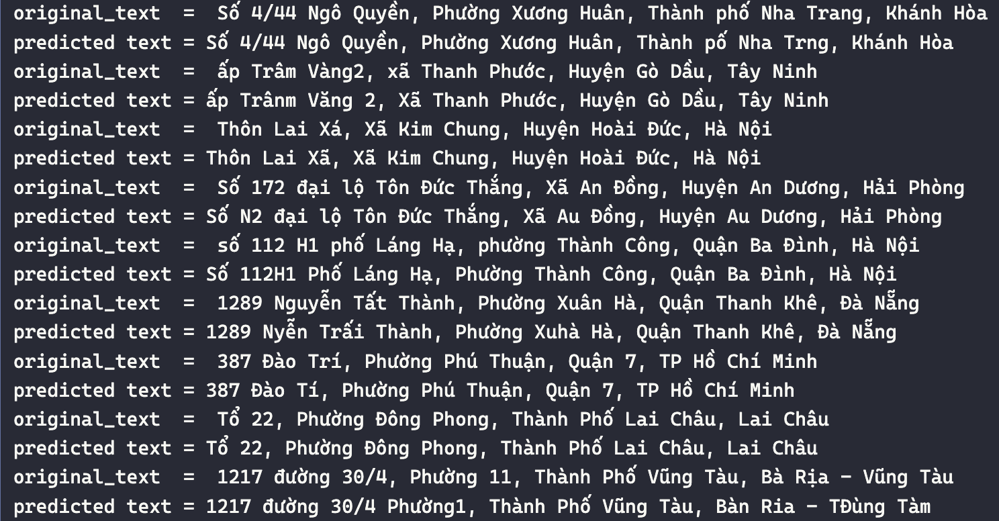 original_text  =  Số 4/44 Ngô Quyền, Phường Xương Huân, Thành phố Nha Trang, Khánh Hòa
predicted text = Số 4/44 Ngô Quyền, Phường Xương Huân, Thành pố Nha Trng, Khánh Hòa
original_text  =  ấp Trâm Vàng2, xã Thanh Phước, Huyện Gò Dầu, Tây Ninh
predicted text = ấp Trânm Văng 2, Xã Thanh Phước, Huyện Gò Dầu, Tây Ninh
original_text  =  Thôn Lai Xá, Xã Kim Chung, Huyện Hoài Đức, Hà Nội
predicted text = Thôn Lai Xã, Xã Kim Chung, Huyện Hoài Đức, Hà Nội
original_text  =  Số 172 đại lộ Tôn Đức Thắng, Xã An Đồng, Huyện An Dương, Hải Phòng
predicted text = Số N2 đại lộ Tôn Đức Thắng, Xã Au Đồng, Huyện Au Dương, Hải Phòng
original_text  =  số 112 H1 phố Láng Hạ, phường Thành Công, Quận Ba Đình, Hà Nội
predicted text = Số 112H1 Phố Láng Hạ, Phường Thành Công, Quận Ba Đình, Hà Nội
original_text  =  1289 Nguyễn Tất Thành, Phường Xuân Hà, Quận Thanh Khê, Đà Nẵng
predicted text = 1289 Nyễn Trấi Thành, Phường Xuhà Hà, Quận Thanh Khê, Đà Nẵng
original_text  =  387 Đào Trí, Phường Phú Thuận, Quận 7, TP Hồ Chí Minh
predicted text = 387 Đào Tí, Phường Phú Thuận, Quận 7, TP Hồ Chí Minh
original_text  =  Tổ 22, Phường Đông Phong, Thành Phố Lai Châu, Lai Châu
predicted text = Tổ 22, Phường Đông Phong, Thành Phố Lai Châu, Lai Châu
original_text  =  1217 đường 30/4, Phường 11, Thành Phố Vũng Tàu, Bà Rịa - Vũng Tàu
predicted text = 1217 đường 30/4 Phường1, Thành Phố Vũng Tàu, Bàn Ria - TĐùng Tàm